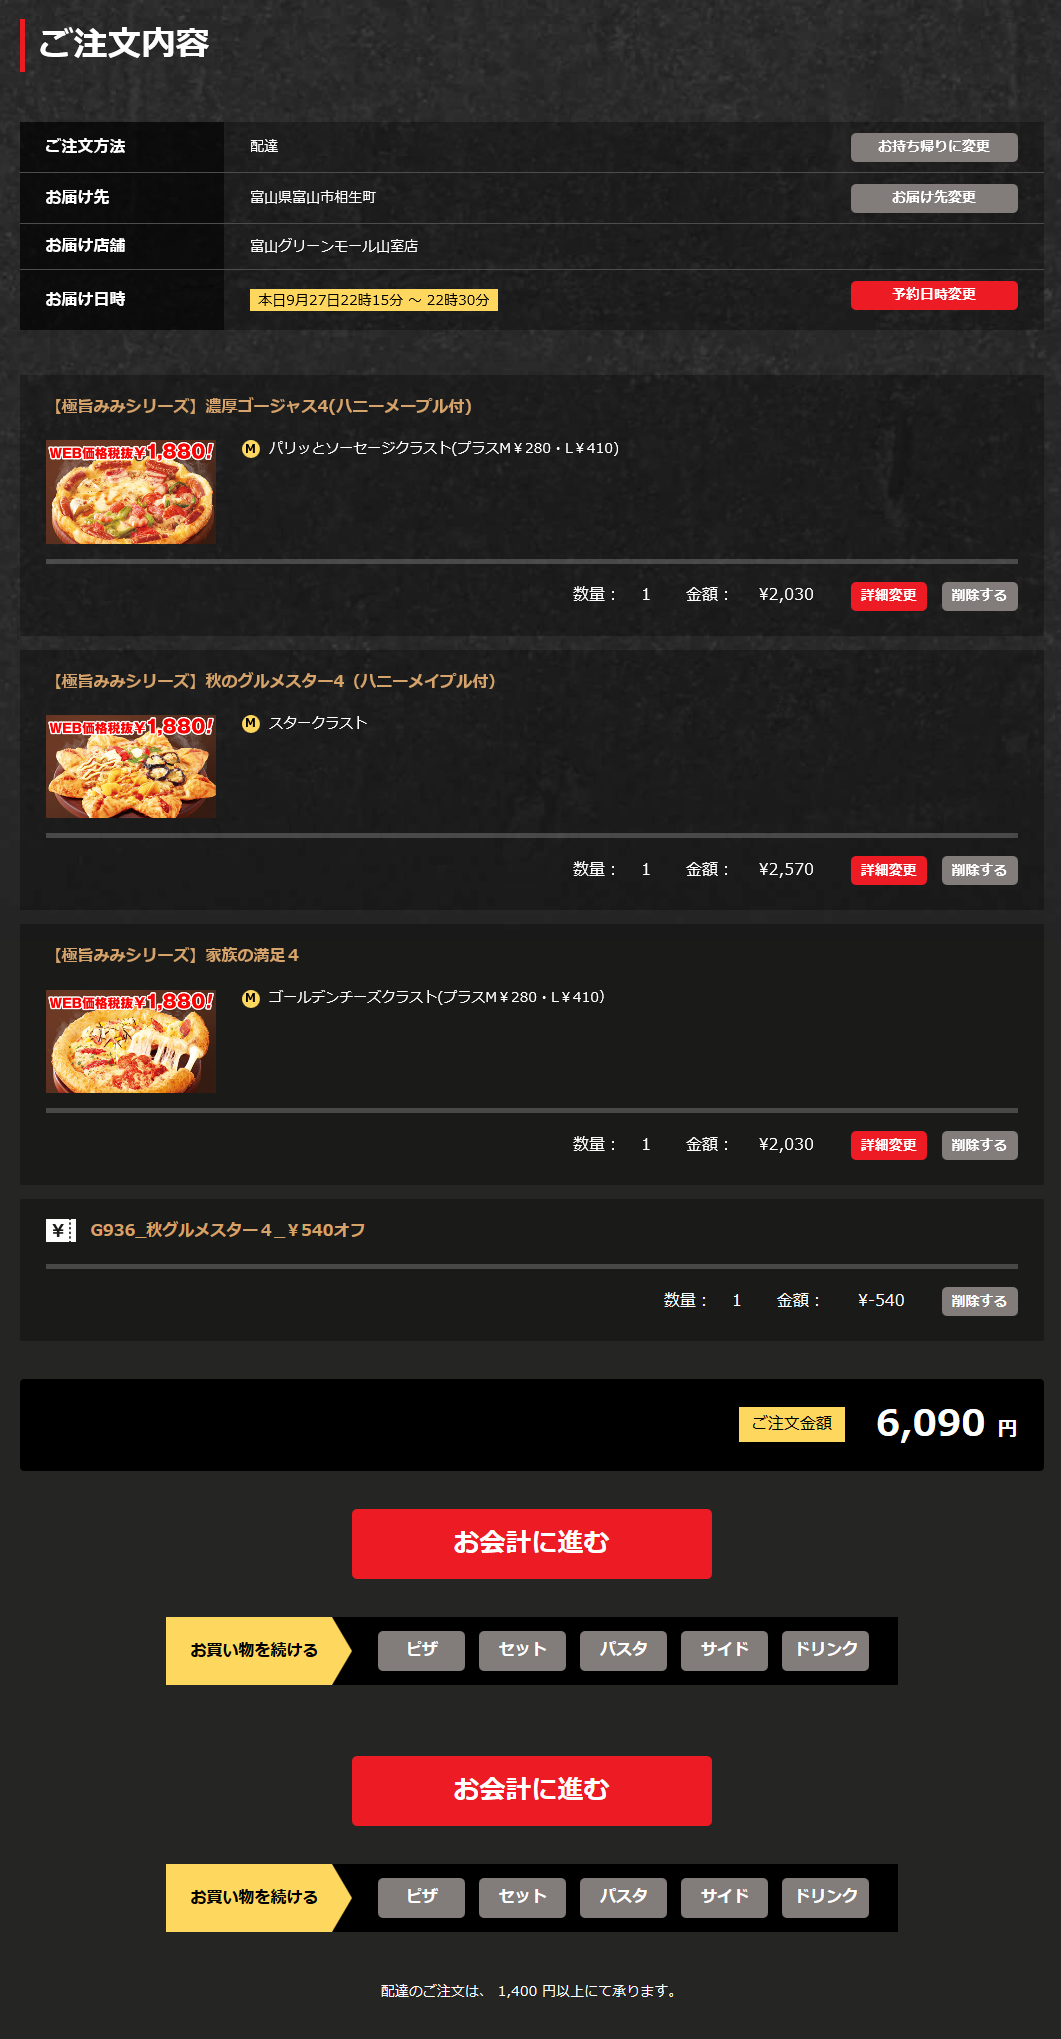 ご注文内容
ご注文方法 配達 お持ち帰りに変更
お届け先 富山県富山市相生町 お届け先変更
お届け店舗 富山グリーンモール山室店
お届け日時 本日9月27日22時15分 ～ 22時30分 予約日時変更
【極旨みみシリーズ】濃厚ゴージャス4(ハニーメープル付)
WEB価格税抜¥1,880!
M パリッとソーセージクラスト(プラスM￥280・L￥410)
数量： 1 金額： ¥2,030 詳細変更 削除する
【極旨みみシリーズ】秋のグルメスター4（ハニーメイプル付）
WEB価格税抜¥1,880!
M スタークラスト
数量： 1 金額： ¥2,570 詳細変更 削除する
【極旨みみシリーズ】家族の満足４
WEB価格税抜¥1,880!
M ゴールデンチーズクラスト(プラスM￥280・L￥410）
数量： 1 金額： ¥2,030 詳細変更 削除する
¥ G936_秋グルメスター４_￥540オフ
数量： 1 金額： ¥-540 削除する
ご注文金額 6,090 円
お会計に進む
お買い物を続ける ピザ セット パスタ サイド ドリンク
お会計に進む
お買い物を続ける ピザ セット パスタ サイド ドリンク
配達のご注文は、 1,400 円以上にて承ります。